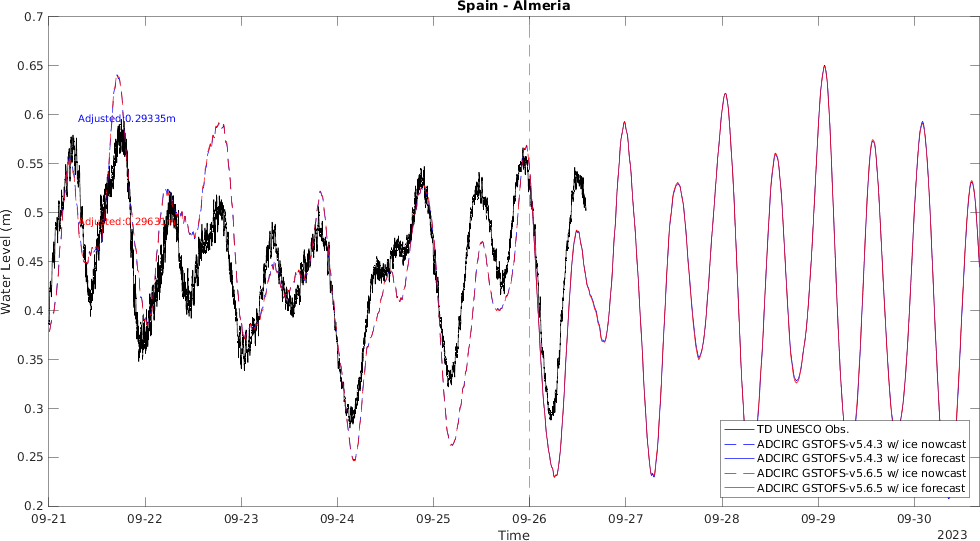 Spain - Almeria
0.7
0.65
0.6
0.55
0.5
0.45
0.4
0.35
0.3
0.25
0.2
Water Level (m)
Adjusted:0.29335m
TD UNESCO Obs.
ADCIRC GSTOFS-v5.4.3 w/ ice nowcast
ADCIRC GSTOFS-v5.4.3 w/ ice forecast
ADCIRC GSTOFS-v5.6.5 w/ ice nowcast
ADCIRC GSTOFS-v5.6.5 w/ ice forecast
09-21 09-22 09-23 09-24 09-25 09-26 09-27 09-28 09-29 09-30
Time
2023